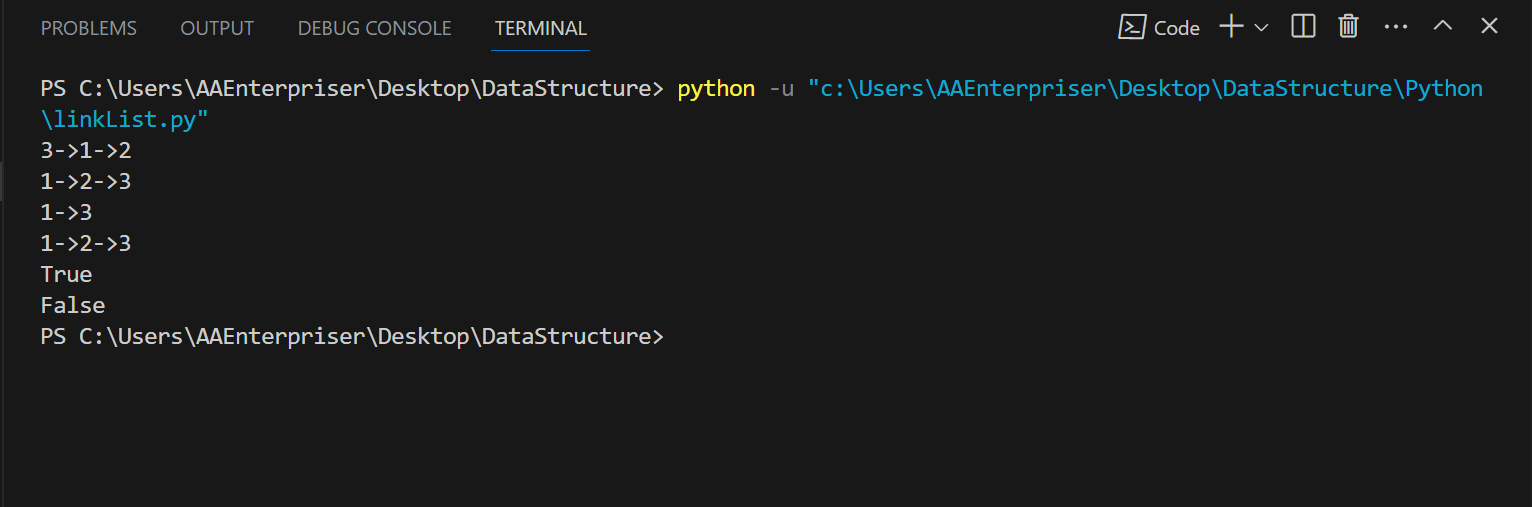 PROBLEMS OUTPUT DEBUG CONSOLE TERMINAL Code
PS C:\Users\AAEnterpriser\Desktop\DataStructure> python -u "c:\Users\AAEnterpriser\Desktop\DataStructure\Python
\linkList.py"
3->1->2
1->2->3
1->3
1->2->3
True
False
PS C:\Users\AAEnterpriser\Desktop\DataStructure>